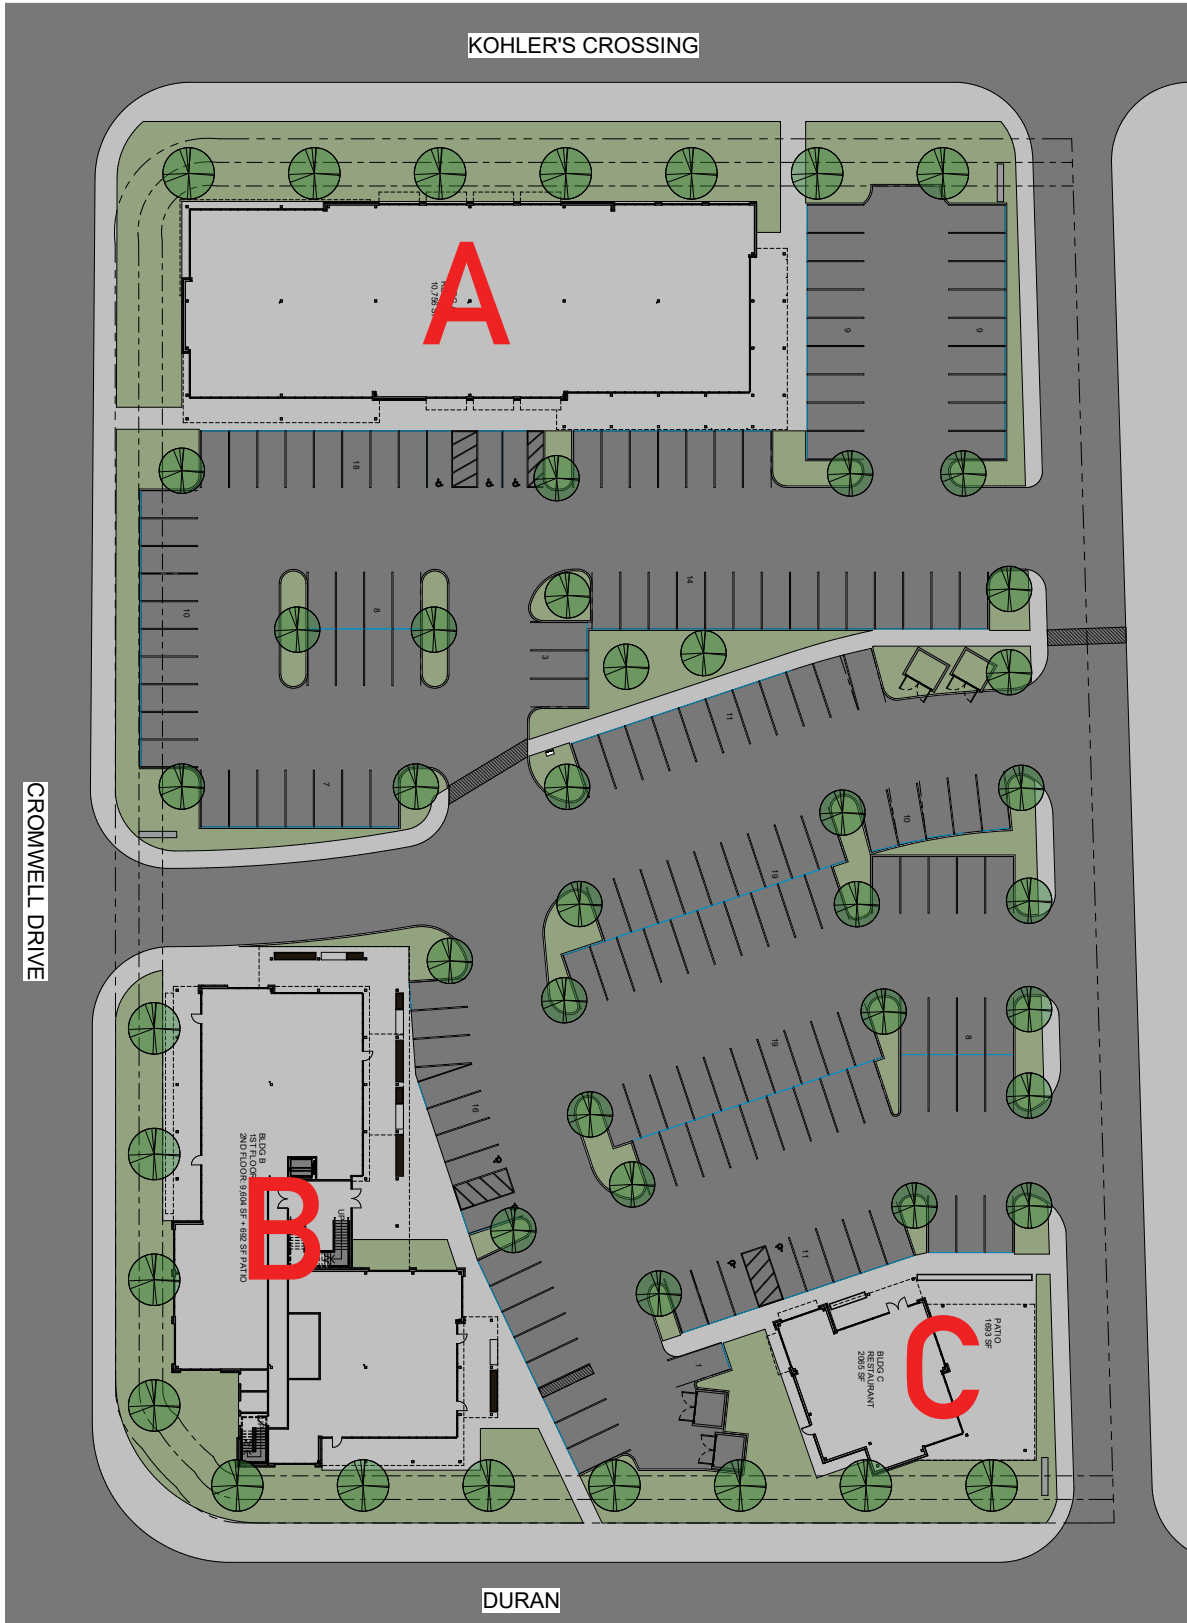 KOHLER'S CROSSING
A
10,756 S
9
9
18
14
10
8
3
11
7
10
19
CROMWELL DRIVE
19
8
16
BLDG B
1ST FLOOR
2ND FLOOR: 9,604 SF + 692 SF PATIO
B
UP
11
PATIO
1693 SF
BLDG C
RESTAURANT
2065 SF
C
DURAN